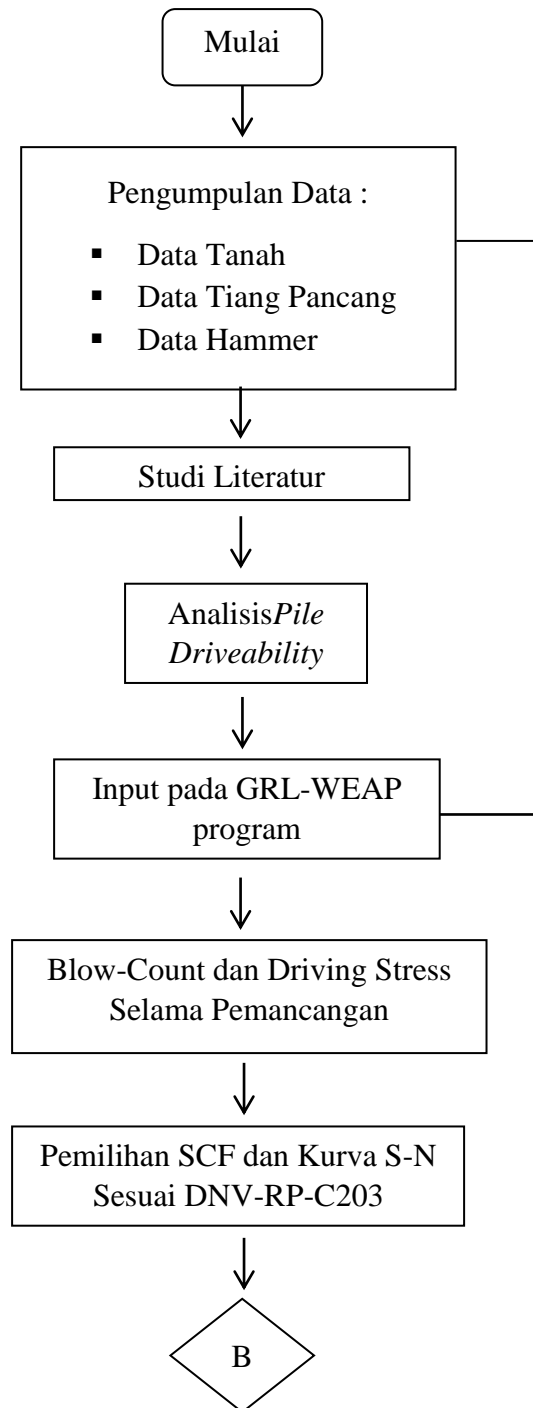 Mulai
Pengumpulan Data :
▪ Data Tanah
▪ Data Tiang Pancang
▪ Data Hammer
Studi Literatur
AnalisisPile
Driveability
Input pada GRL-WEAP
program
Blow-Count dan Driving Stress
Selama Pemancangan
Pemilihan SCF dan Kurva S-N
Sesuai DNV-RP-C203
B